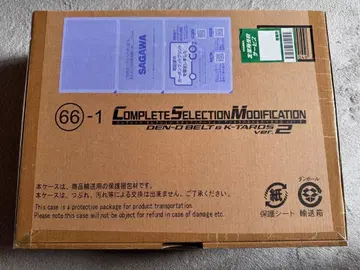 SAGAWA
CO2
66-1
COMPLETE SELECTION MODIFICATION
DEN-O BELT & K-TAROS
ver.2
本ケースは、商品輸送用の保護梱包材です。
本ケースの、つぶれ、汚れ等による交換は出来ません。ご了承ください。
This case is a protective package for product transportation.
Please note this case will not be object for refund in case of damage etc.
紙
保護シート
ダンボール
輸送箱